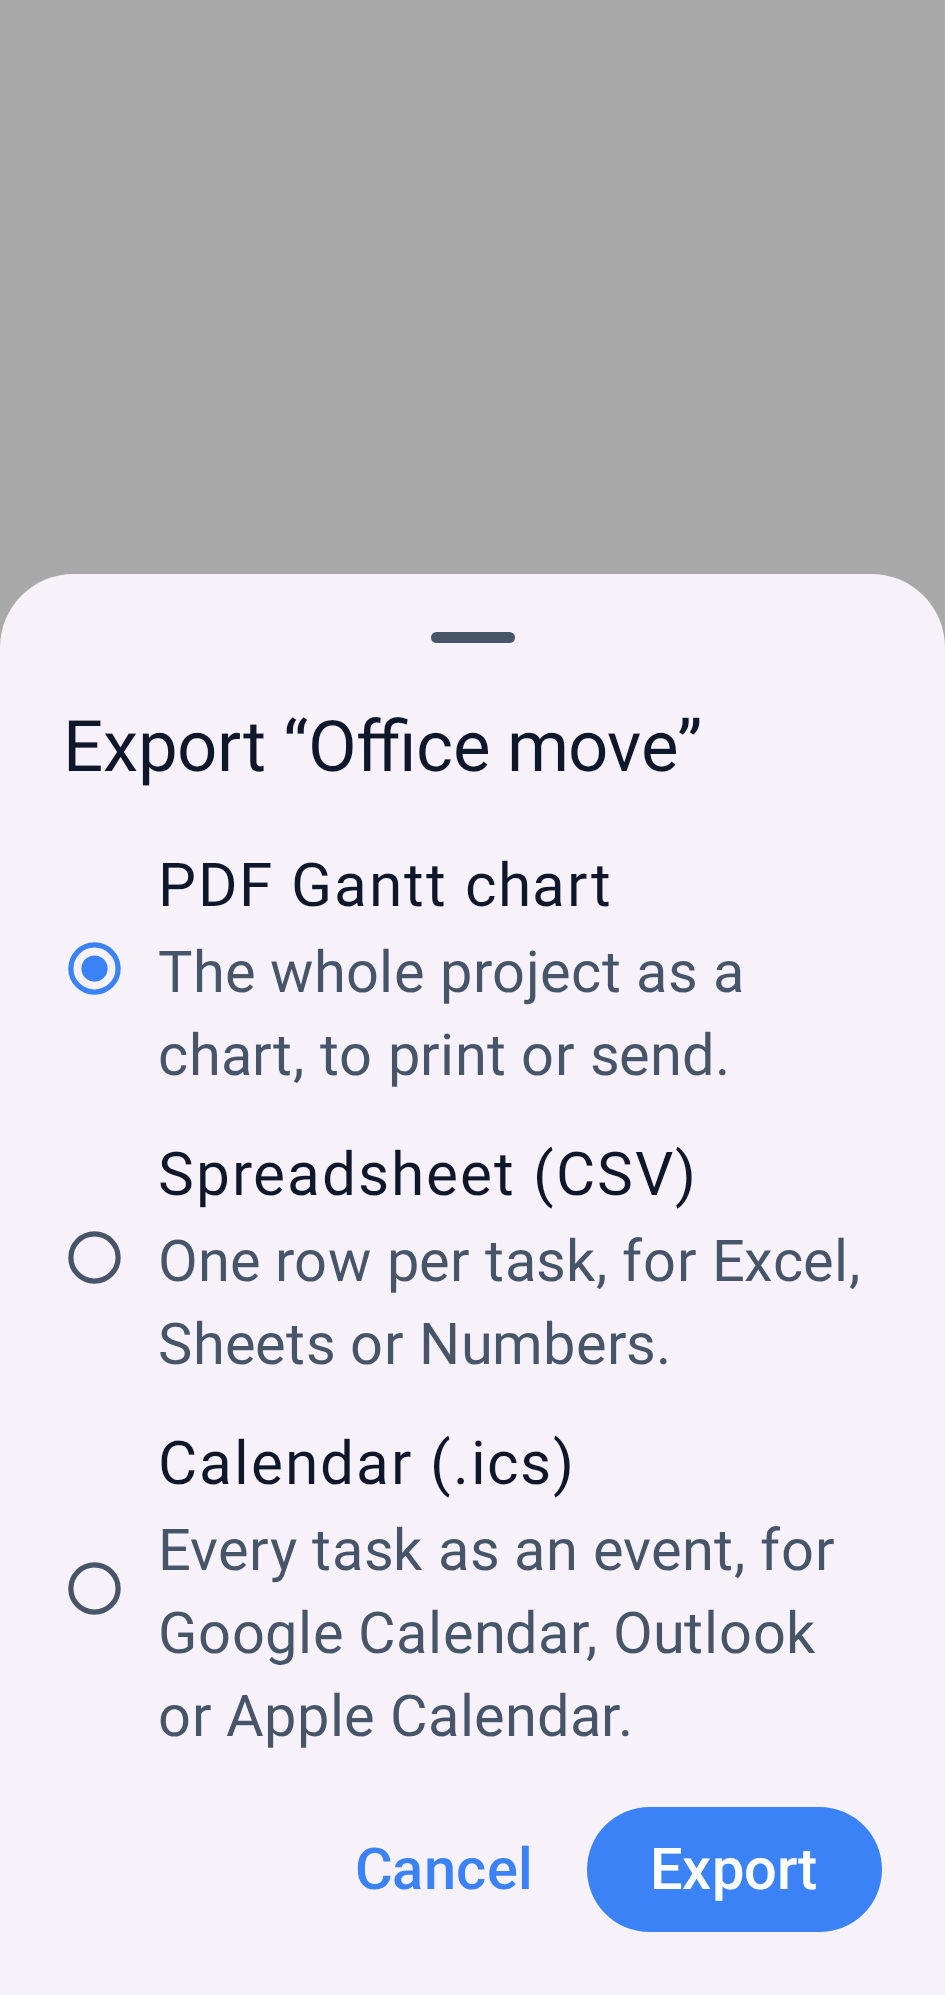 Export “Office move”
PDF Gantt chart
The whole project as a
chart, to print or send.
Spreadsheet (CSV)
One row per task, for Excel,
Sheets or Numbers.
Calendar (.ics)
Every task as an event, for
Google Calendar, Outlook
or Apple Calendar.
Cancel
Export